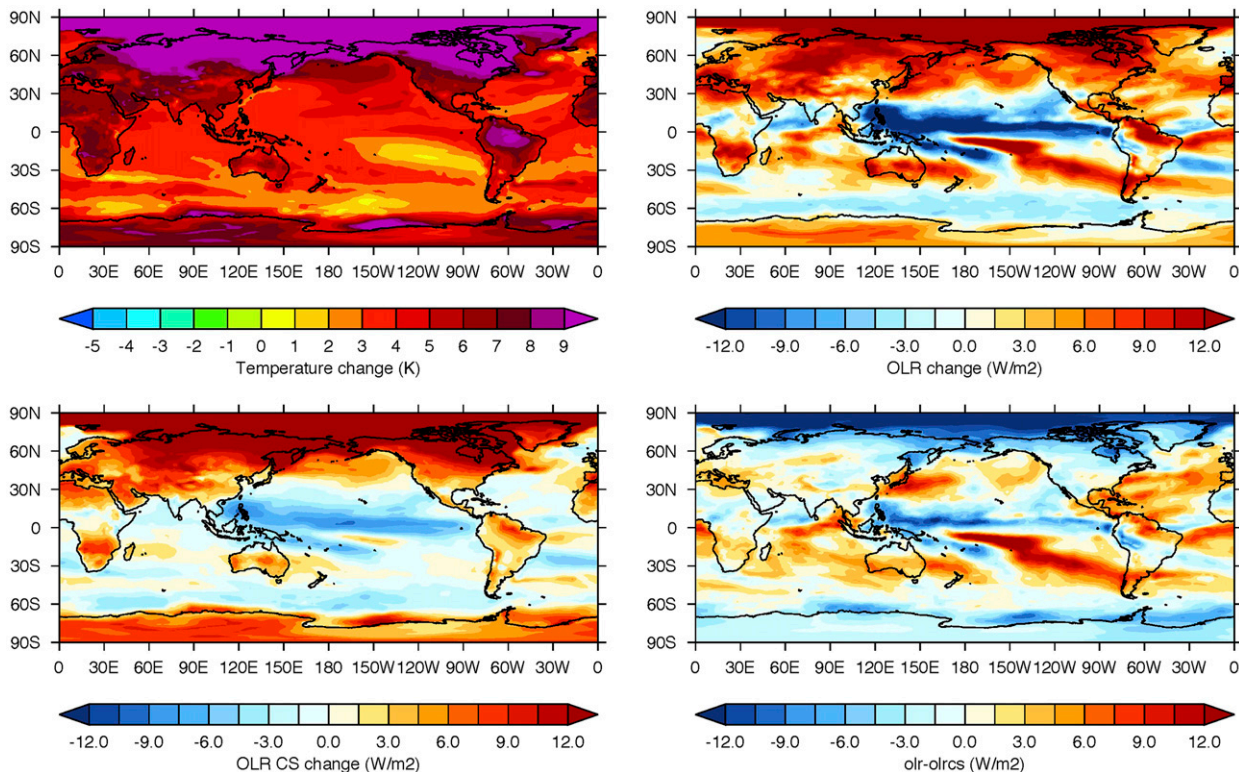 90N
60N
30N
0
30S
60S
90S
0 30E 60E 90E 120E 150E 180 150W 120W 90W 60W 30W 0
-5 -4 -3 -2 -1 0 1 2 3 4 5 6 7 8 9
Temperature change (K)
90N
60N
30N
0
30S
60S
90S
0 30E 60E 90E 120E 150E 180 150W 120W 90W 60W 30W 0
-12.0 -9.0 -6.0 -3.0 0.0 3.0 6.0 9.0 12.0
OLR change (W/m2)
90N
60N
30N
0
30S
60S
90S
0 30E 60E 90E 120E 150E 180 150W 120W 90W 60W 30W 0
-12.0 -9.0 -6.0 -3.0 0.0 3.0 6.0 9.0 12.0
OLR CS change (W/m2)
90N
60N
30N
0
30S
60S
90S
0 30E 60E 90E 120E 150E 180 150W 120W 90W 60W 30W 0
-12.0 -9.0 -6.0 -3.0 0.0 3.0 6.0 9.0 12.0
olr-olrcs (W/m2)